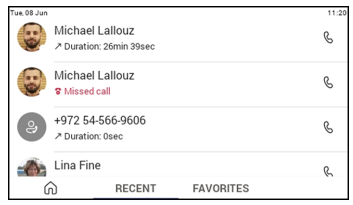 Tue, 08 Jun 11:20
Michael Lallouz
Duration: 26min 39sec
Michael Lallouz
Missed call
+972 54-566-9606
Duration: 0sec
Lina Fine
RECENT FAVORITES